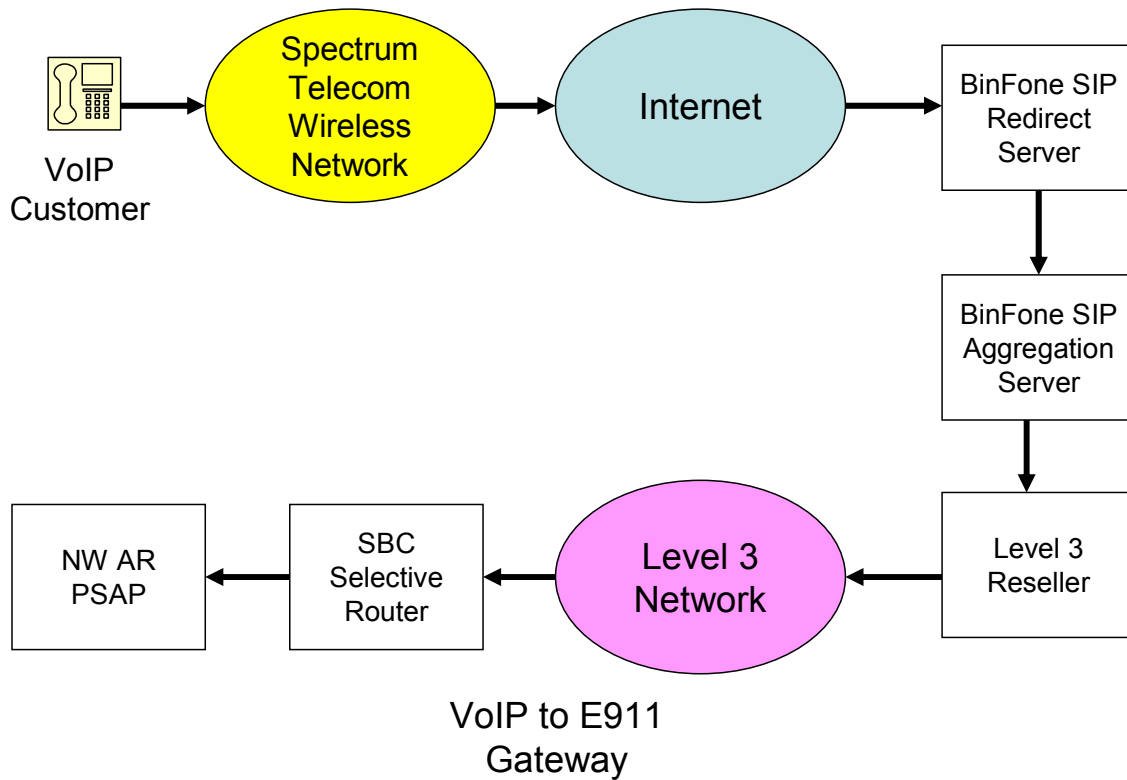 Spectrum
Telecom
Wireless
Network
Internet
BinFone SIP
Redirect
Server
VoIP
Customer
BinFone SIP
Aggregation
Server
NW AR
PSAP
SBC
Selective
Router
Level 3
Network
Level 3
Reseller
VoIP to E911
Gateway